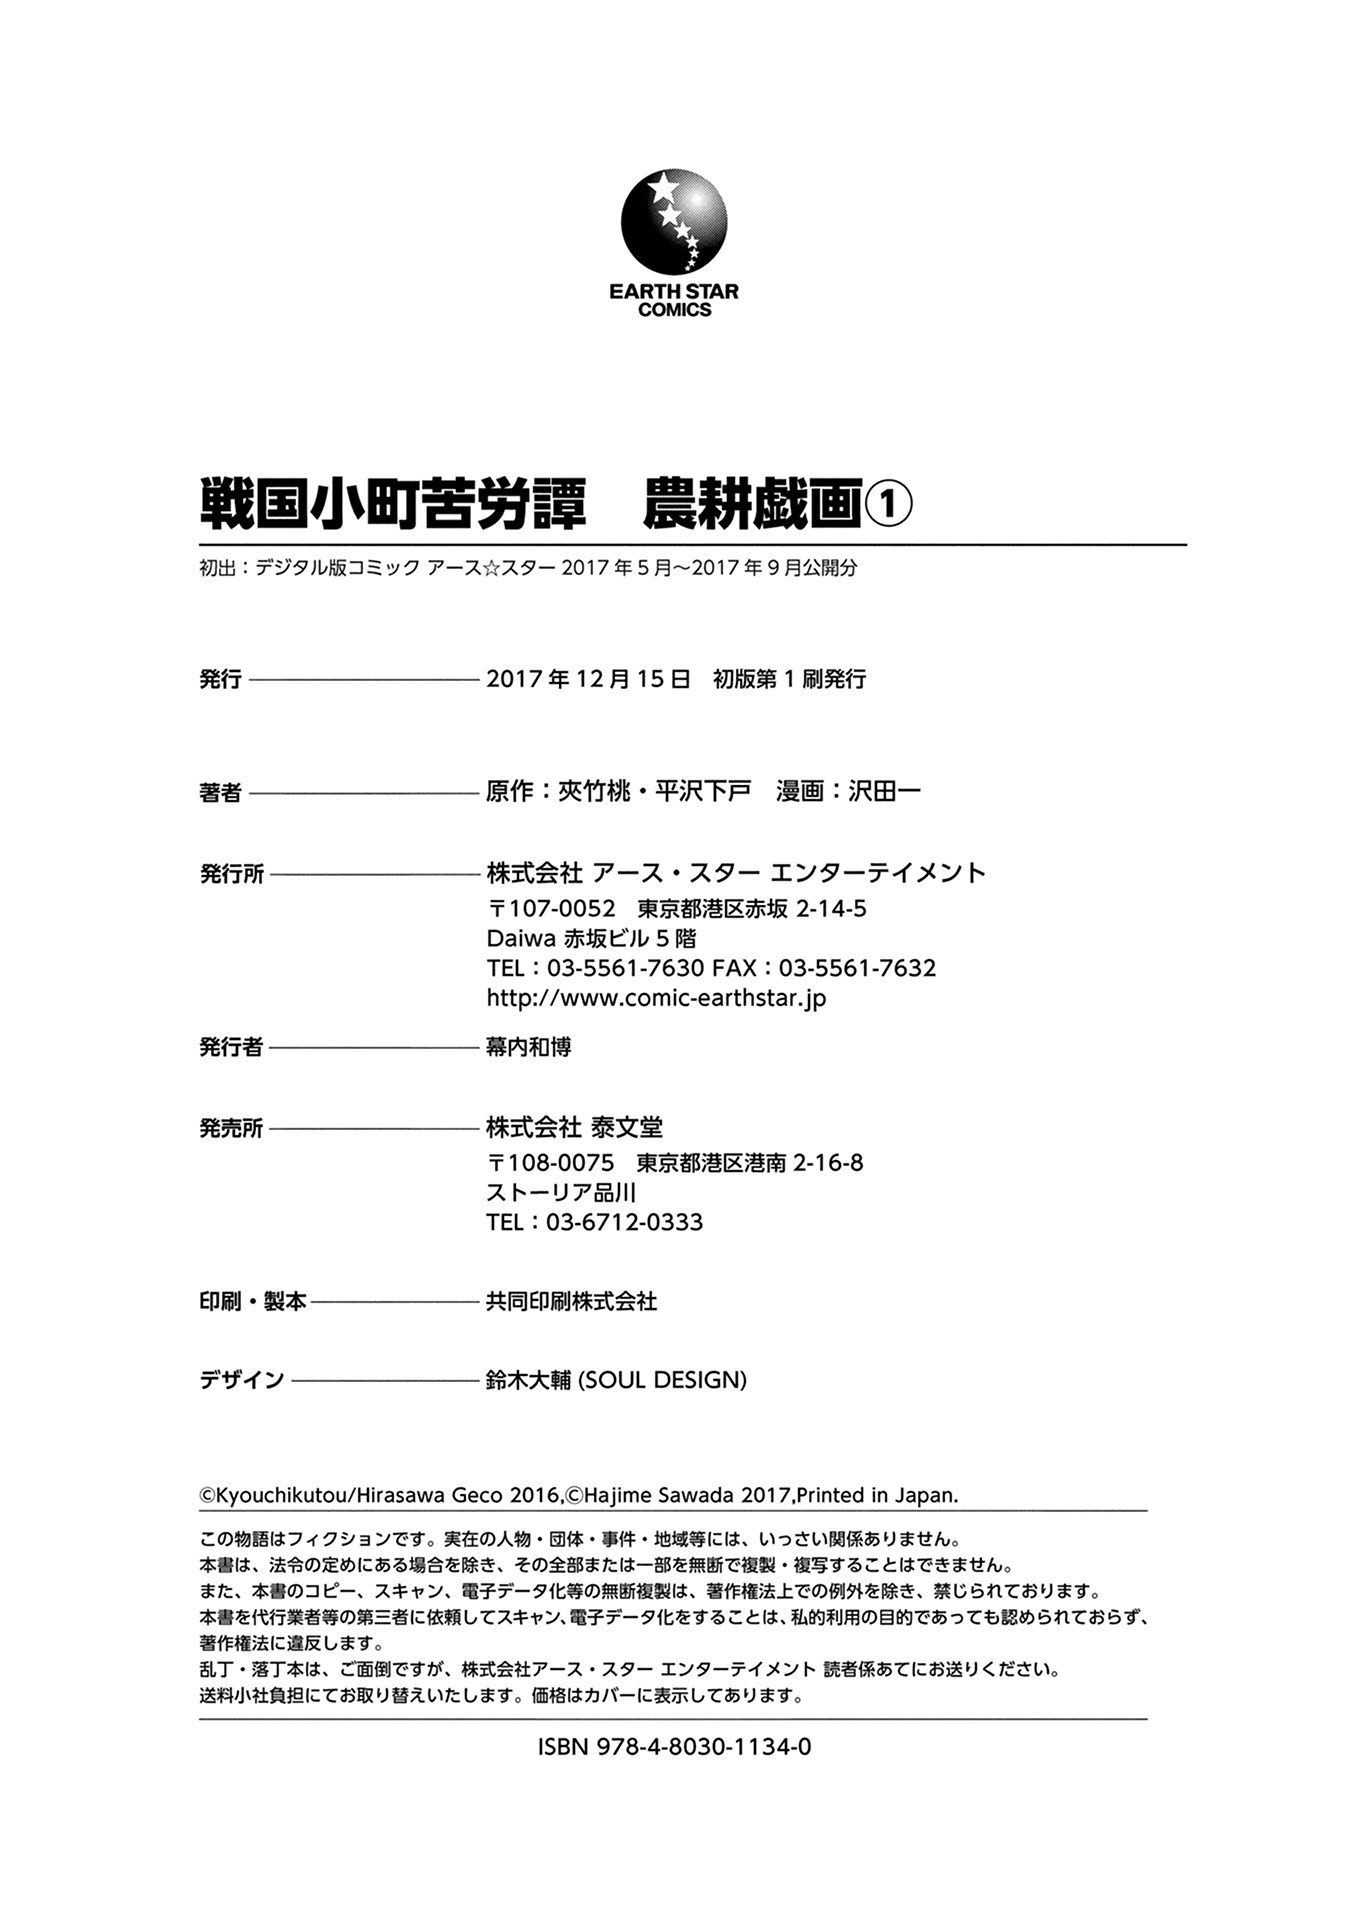 EARTH STAR
COMICS
戦国小町苦労譚　農耕戯画①
初出：デジタル版コミック アース☆スター 2017 年 5 月～2017 年 9 月公開分
発行 2017 年 12 月 15 日　初版第 1 刷発行
著者 原作：夾竹桃・平沢下戸　漫画：沢田一
発行所 株式会社 アース・スター エンターテイメント
〒107-0052　東京都港区赤坂 2-14-5
Daiwa 赤坂ビル 5 階
TEL：03-5561-7630 FAX：03-5561-7632
http://www.comic-earthstar.jp
発行者 幕内和博
発売所 株式会社 泰文堂
〒108-0075　東京都港区港南 2-16-8
ストーリア品川
TEL：03-6712-0333
印刷・製本 共同印刷株式会社
デザイン 鈴木大輔 (SOUL DESIGN)
©Kyouchikutou/Hirasawa Geco 2016,©Hajime Sawada 2017,Printed in Japan.
この物語はフィクションです。実在の人物・団体・事件・地域等には、いっさい関係ありません。
本書は、法令の定めにある場合を除き、その全部または一部を無断で複製・複写することはできません。
また、本書のコピー、スキャン、電子データ化等の無断複製は、著作権法上での例外を除き、禁じられております。
本書を代行業者等の第三者に依頼してスキャン、電子データ化をすることは、私的利用の目的であっても認められておらず、
著作権法に違反します。
乱丁・落丁本は、ご面倒ですが、株式会社アース・スター エンターテイメント 読者係あてにお送りください。
送料小社負担にてお取り替えいたします。価格はカバーに表示してあります。
ISBN 978-4-8030-1134-0